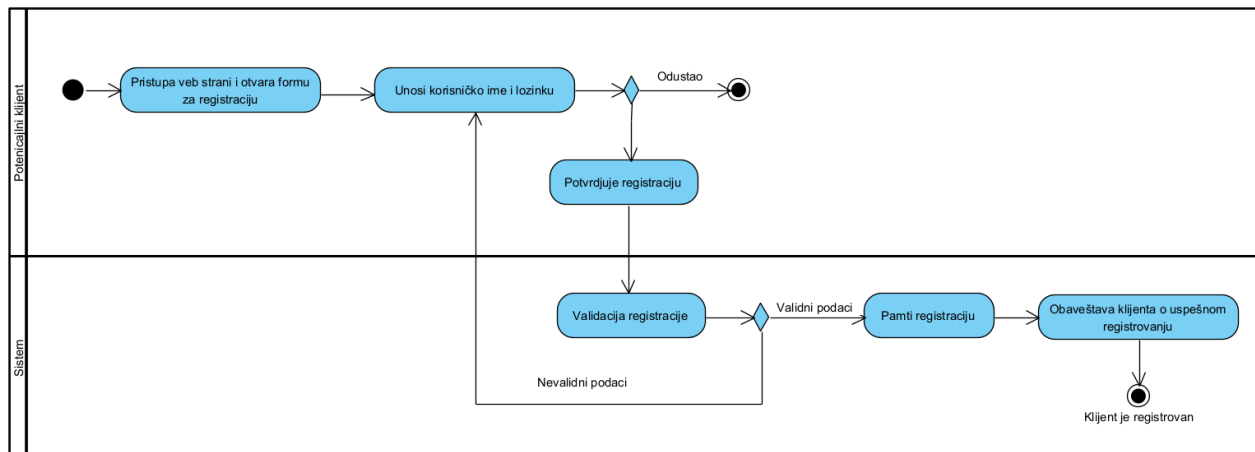 Potenicajlni klijent
Pristupa veb strani i otvara formu
za registraciju
Unosi korisničko ime i lozinku
Odustao
Potvrdjuje registraciju
Sistem
Validacija registracije
Validni podaci
Pamti registraciju
Obaveštava klijenta o uspešnom
registrovanju
Nevalidni podaci
Klijent je registrovan